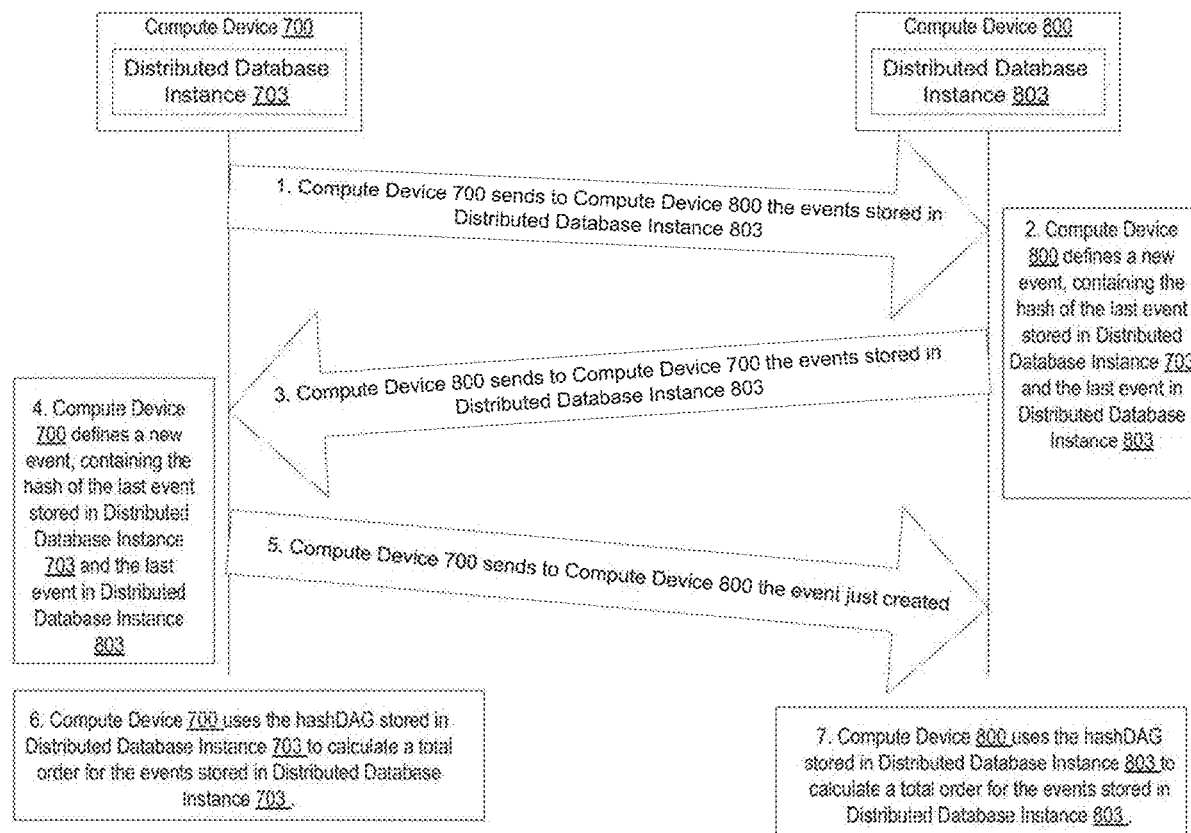 Compute Device 700
Distributed Database
Instance 703
Compute Device 800
Distributed Database
Instance 803
1. Compute Device 700 sends to Compute Device 800 the events stored in
Distributed Database Instance 803
2. Compute Device
800 defines a new
event, containing the
hash of the last event
stored in Distributed
Database Instance 703
and the last event in
Distributed Database
Instance 803
3. Compute Device 800 sends to Compute Device 700 the events stored in
Distributed Database Instance 803
4. Compute Device
700 defines a new
event, containing the
hash of the last event
stored in Distributed
Database Instance
703 and the last
event in Distributed
Database Instance
803
5. Compute Device 700 sends to Compute Device 800 the event just created
6. Compute Device 700 uses the hashDAG stored in
Distributed Database Instance 703 to calculate a total
order for the events stored in Distributed Database
Instance 703 .
7. Compute Device 800 uses the hashDAG
stored in Distributed Database Instance 803 to
calculate a total order for the events stored in
Distributed Database Instance 803 .